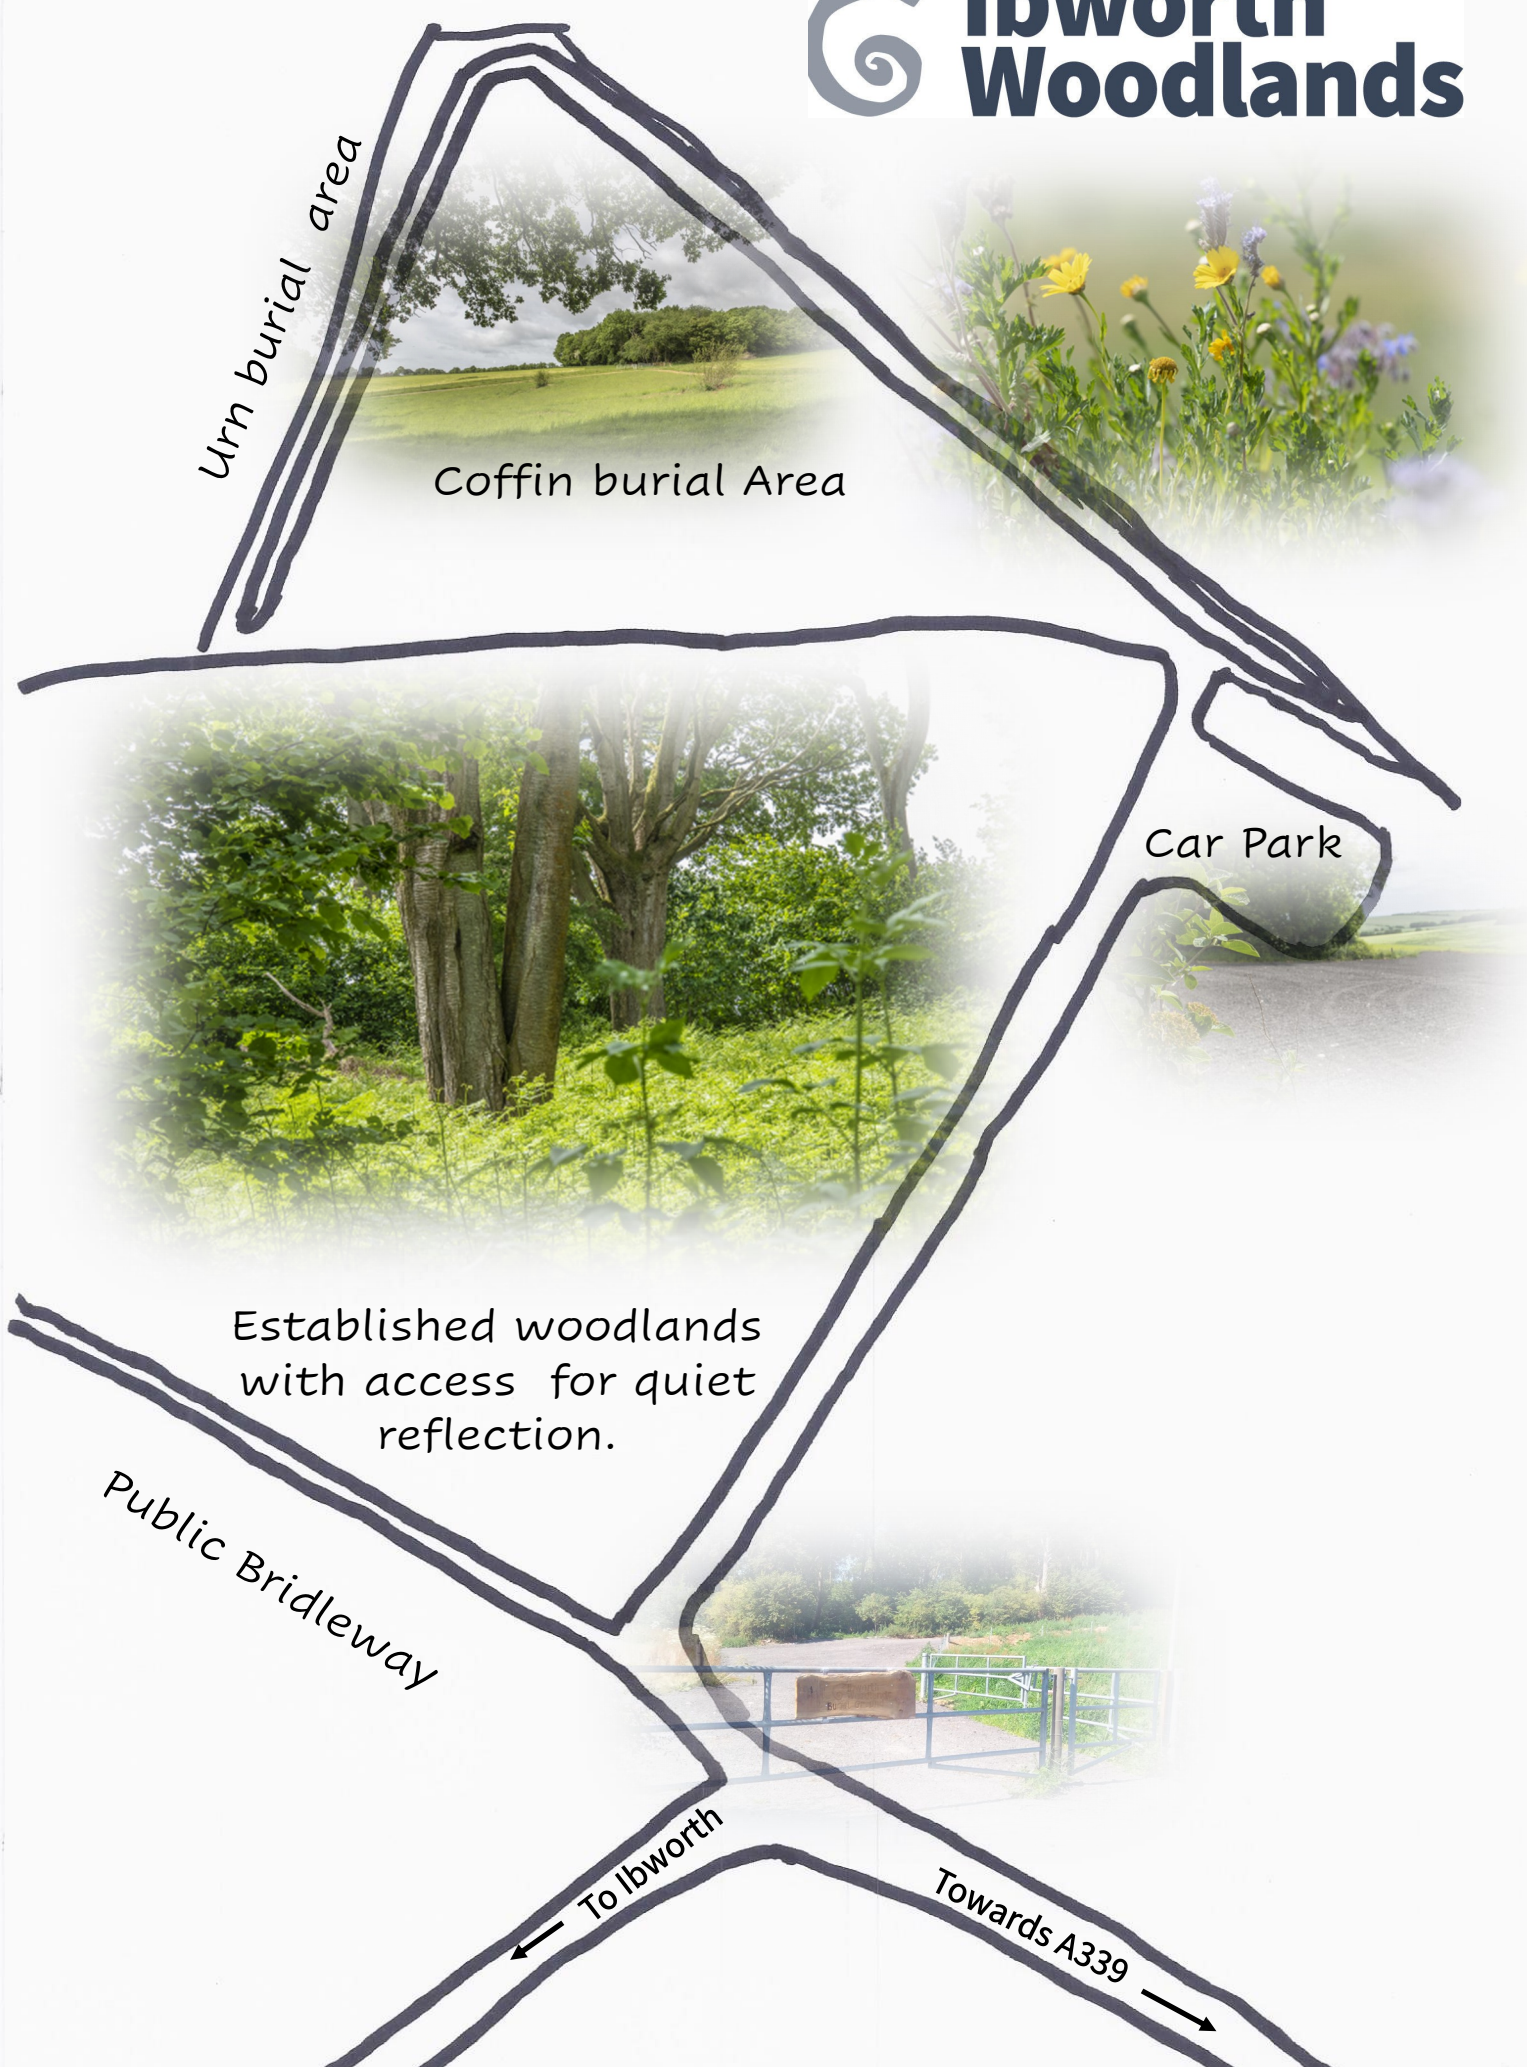 Ibworth
Woodlands
Urn burial area
Coffin burial Area
Car Park
Established woodlands
with access for quiet
reflection.
Public Bridleway
To Ibworth
Towards A339